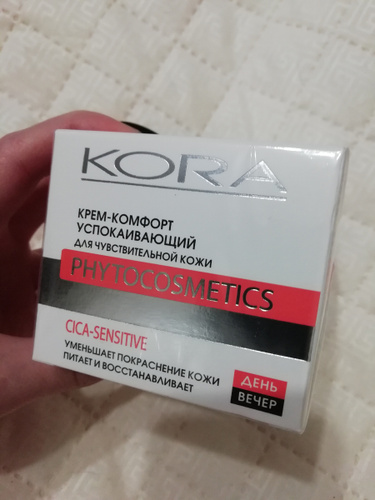 KORA
КРЕМ-КОМФОРТ
УСПОКАИВАЮЩИЙ
ДЛЯ ЧУВСТВИТЕЛЬНОЙ КОЖИ
PHYTOCOSMETICS
CICA-SENSITIVE
УМЕНЬШАЕТ ПОКРАСНЕНИЕ КОЖИ
ПИТАЕТ И ВОССТАНАВЛИВАЕТ
ДЕНЬ
ВЕЧЕР